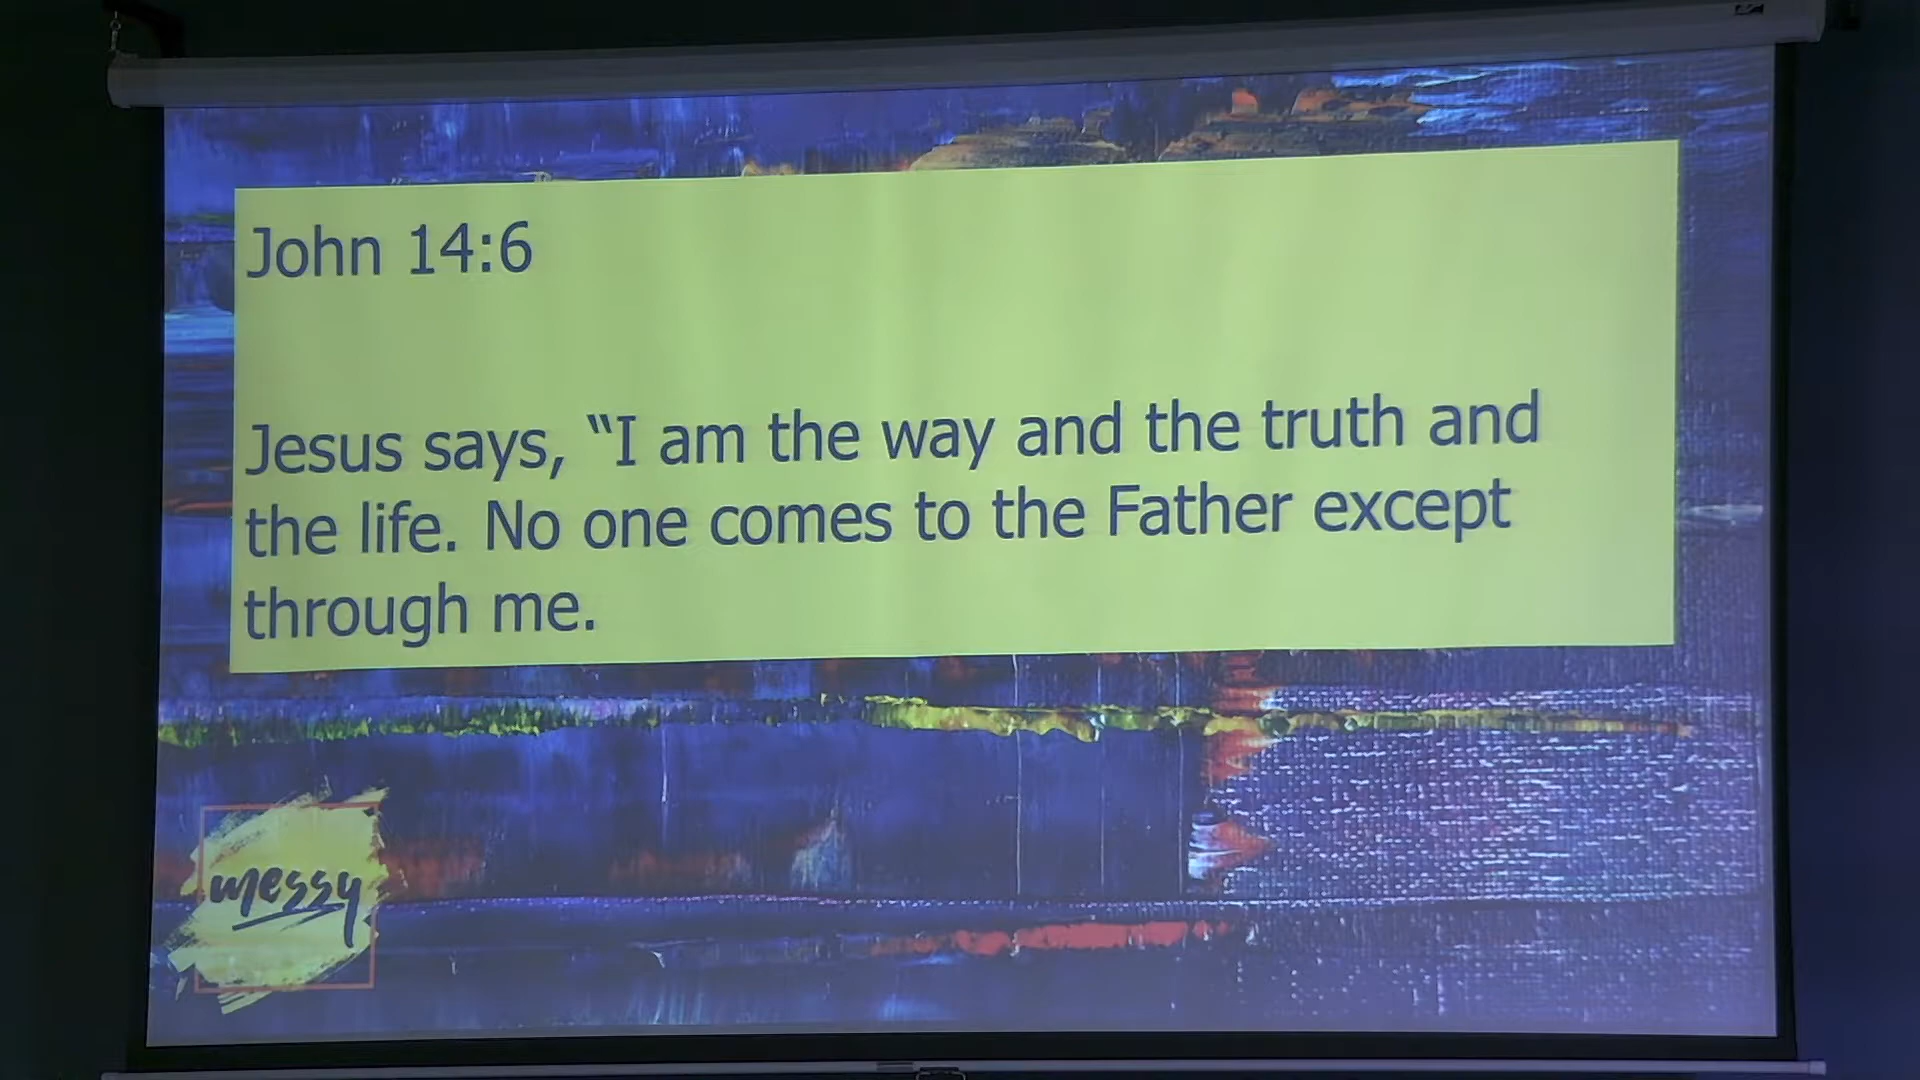 John 14:6
Jesus says, “I am the way and the truth and
the life. No one comes to the Father except
through me.
messy